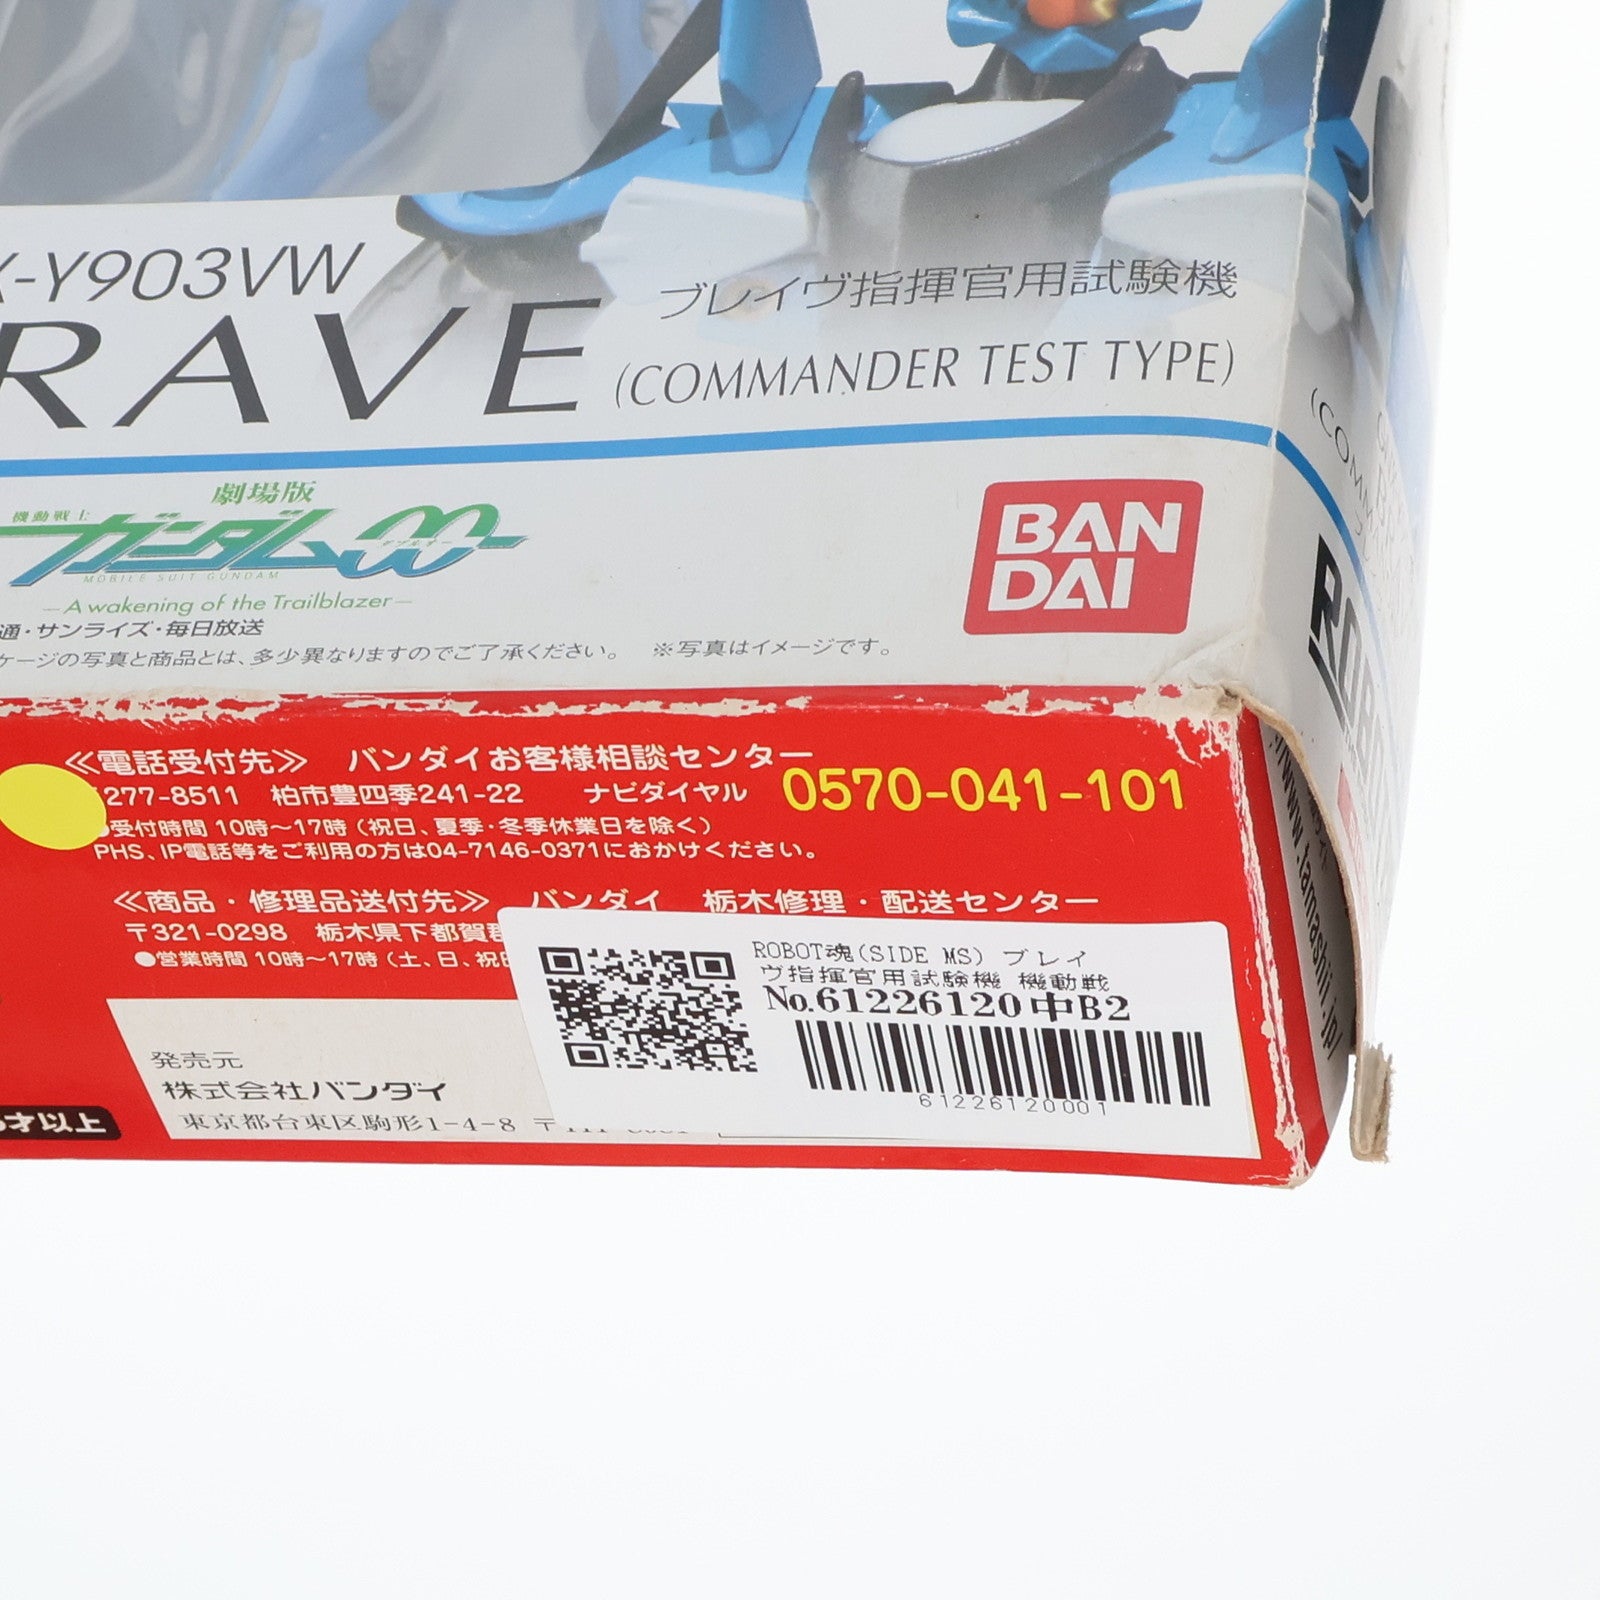 -Y903VW
RAVE
ブレイヴ指揮官用試験機
(COMMANDER TEST TYPE)
劇場版
機動戦士
ガンダムOO
ダブルオー
MOBILE SUIT GUNDAM
—A wakening of the Trailblazer—
通・サンライズ・毎日放送
ケージの写真と商品とは、多少異なりますのでご了承ください。 ※写真はイメージです。
BAN
DAI
≪電話受付先≫ バンダイお客様相談センター
277-8511 柏市豊四季241-22 ナビダイヤル 0570-041-101
受付時間 10時〜17時(祝日、夏季・冬季休業日を除く)
PHS、IP電話等をご利用の方は04-7146-0371におかけください。
≪商品・修理品送付先≫ バンダイ 栃木修理・配送センター
〒321-0298 栃木県下都賀郡
●営業時間 10時〜17時(土、日、祝日
発売元
株式会社バンダイ
東京都台東区駒形1-4-8 〒
才以上
ROBOT魂(SIDE MS) ブレイ
ヴ指揮官用試験機 機動戦
No.61226120中B2
61226120001
(COMM
ROBO
www.tamashii.jp/